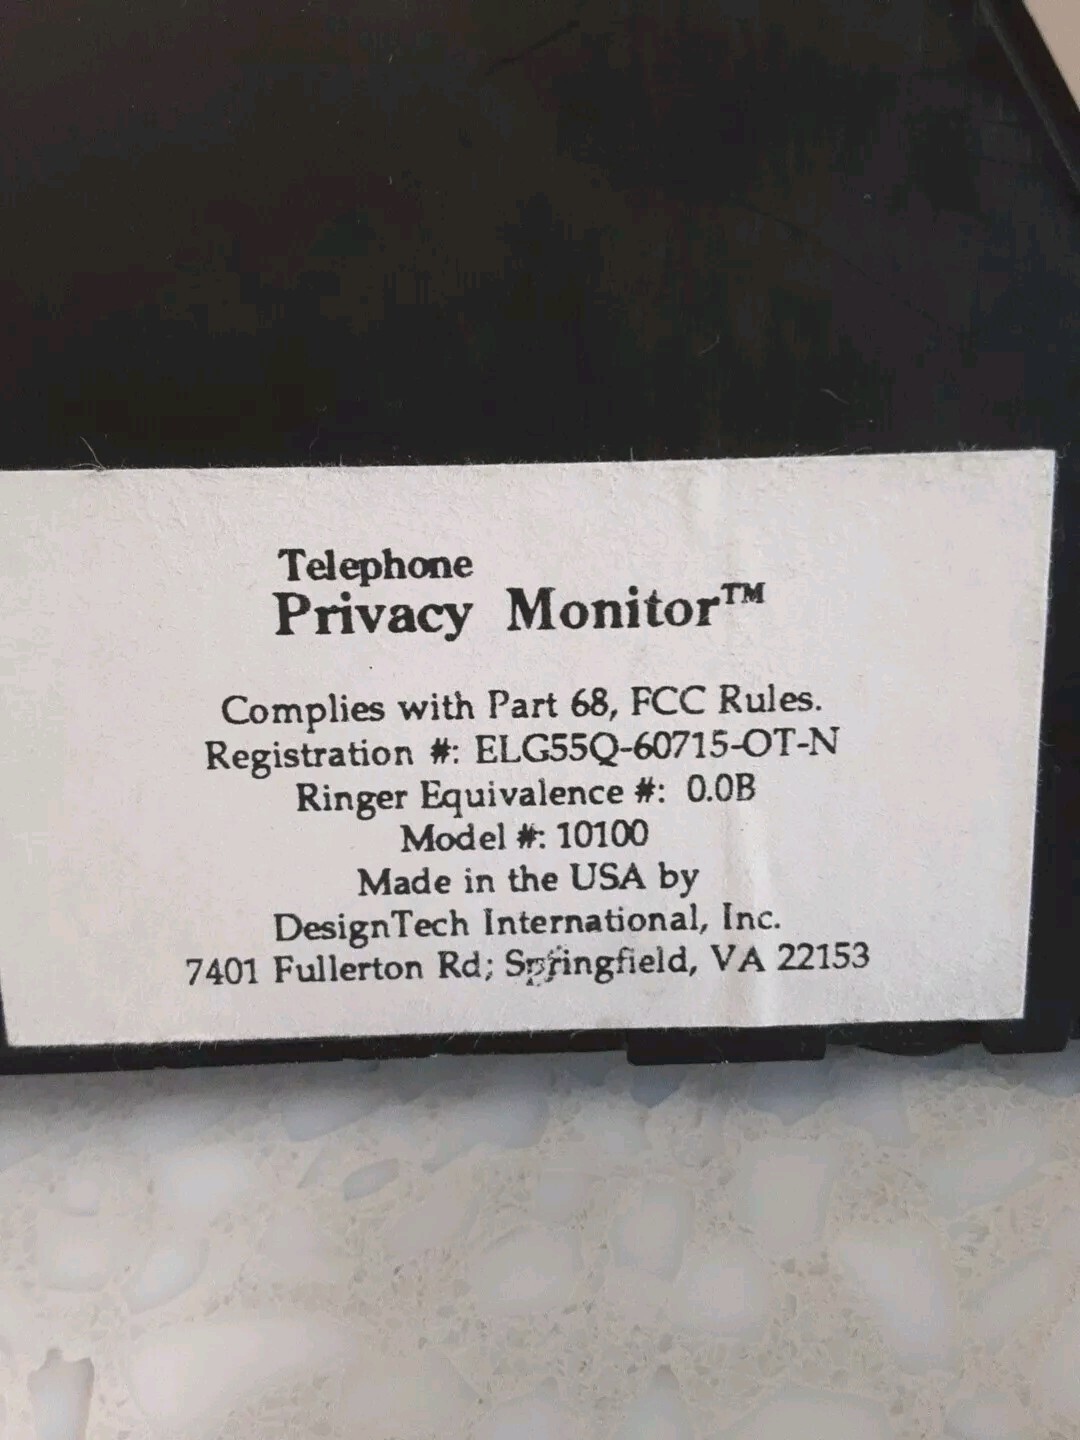 Telephone
Privacy Monitor™
Complies with Part 68, FCC Rules.
Registration #: ELG55Q-60715-OT-N
Ringer Equivalence #: 0.0B
Model #: 10100
Made in the USA by
DesignTech International, Inc.
7401 Fullerton Rd; Springfield, VA 22153